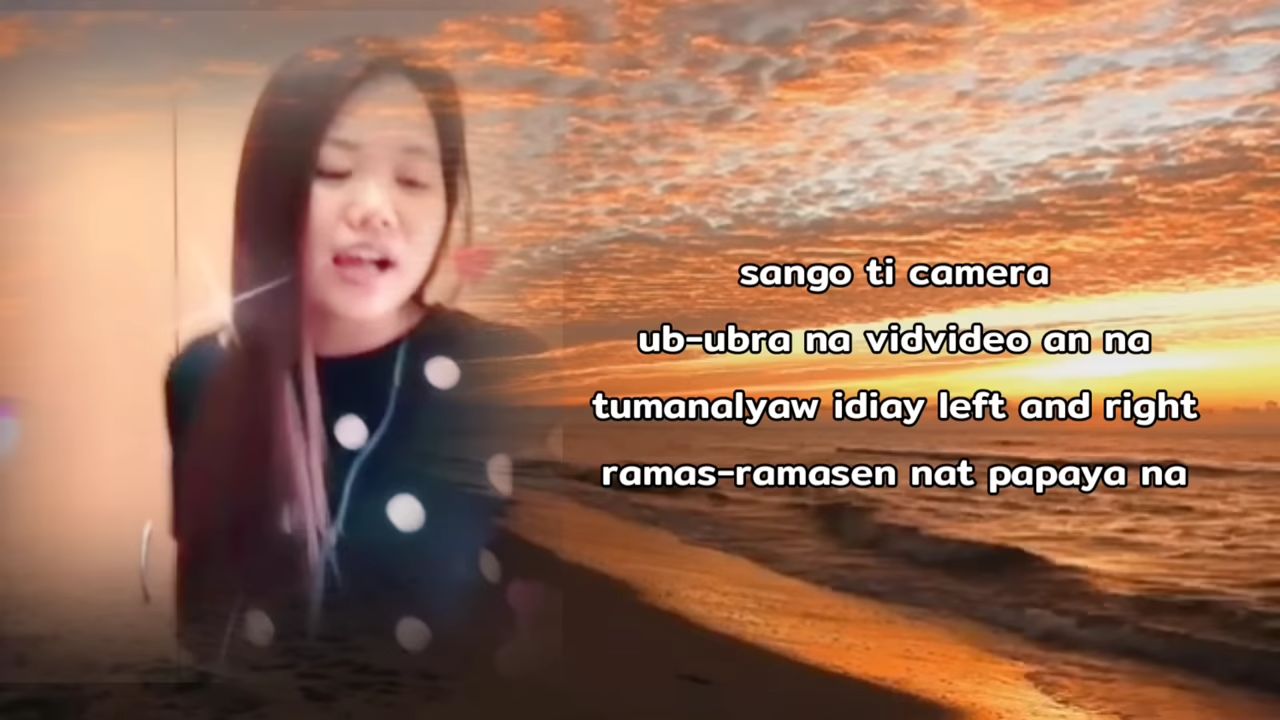 sango ti camera
ub-ubra na vidvideo an na
tumanalyaw idiay left and right
ramas-ramasen nat papaya na